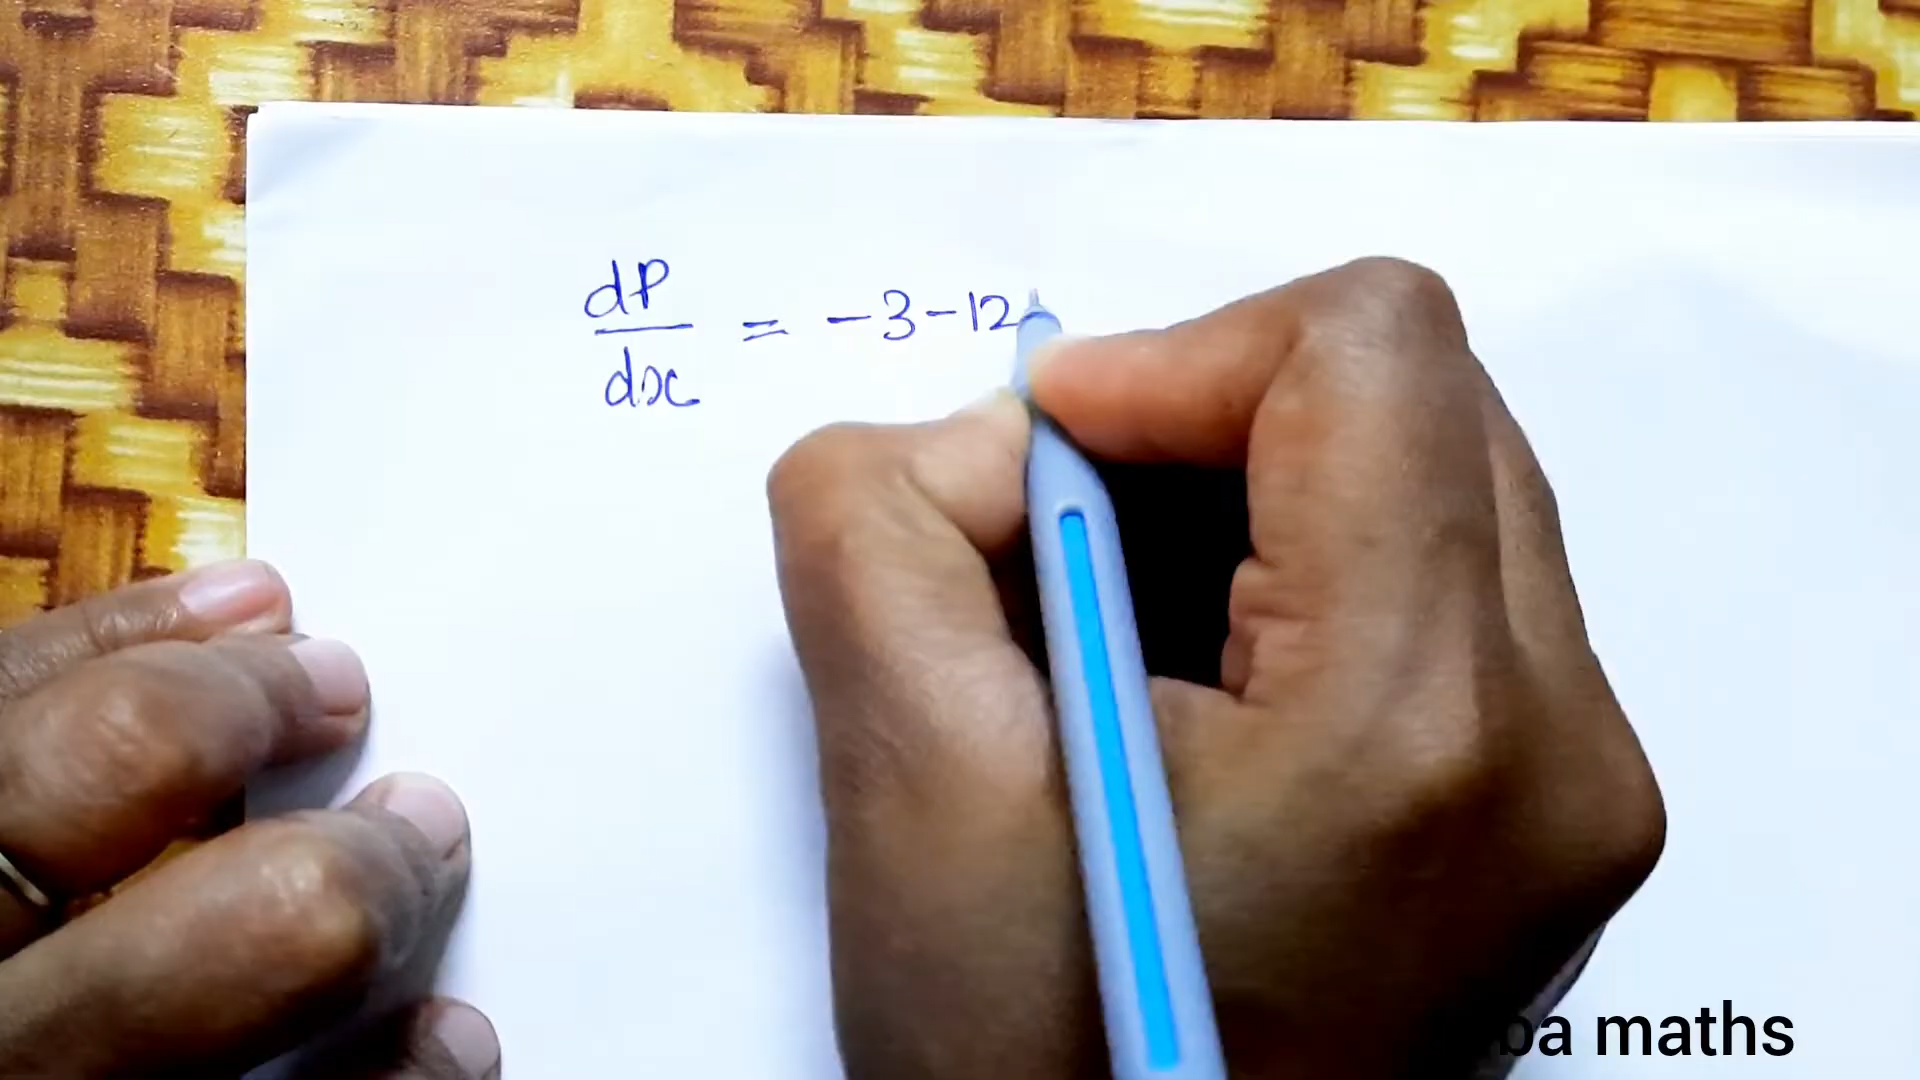 dP/dx = -3-12
ba maths